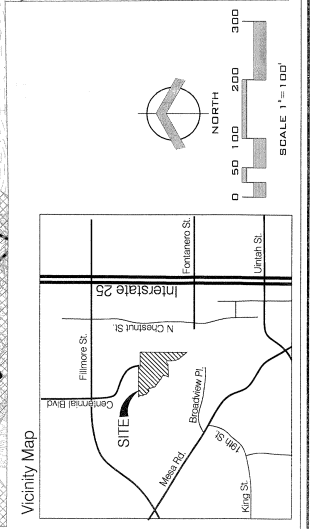 Vicinity Map
Fillmore St.
Centennial Blvd
SITE
N Chestnut St.
Interstate 25
Fontanero St.
Uintah St.
Broadview Pl.
Mesa Rd.
19th St
King St.
NORTH
0 50 100 200 300
SCALE 1"=100'